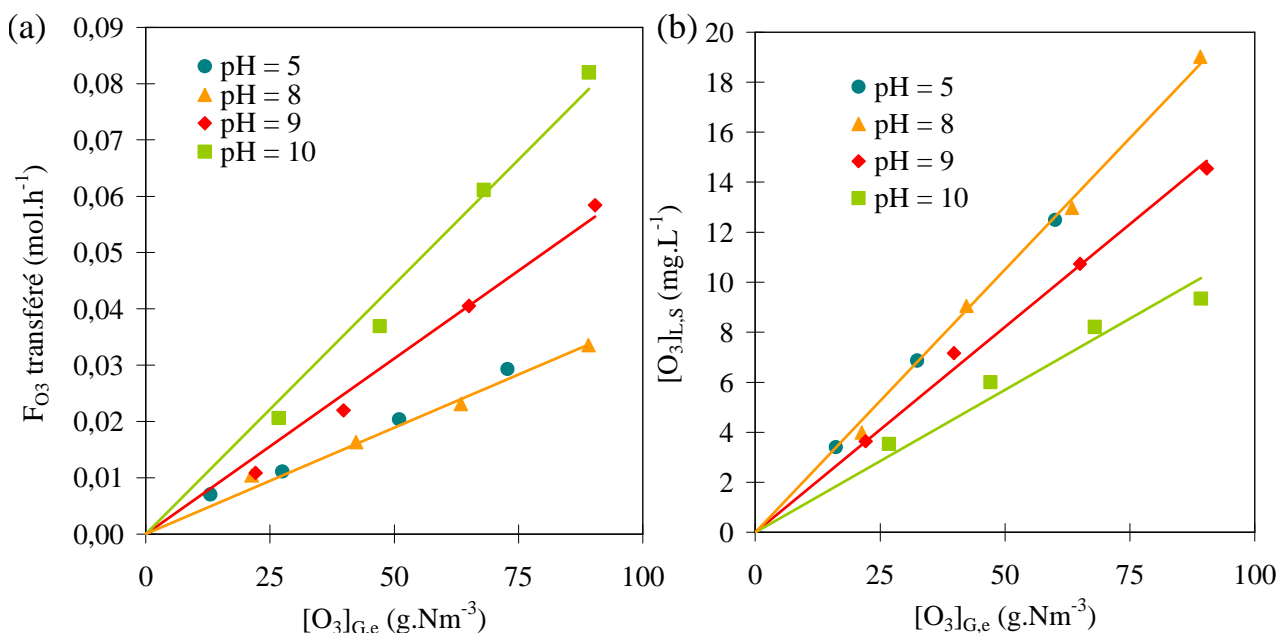 (a)
F_O3 transféré (mol.h⁻¹)
0,09
0,08
0,07
0,06
0,05
0,04
0,03
0,02
0,01
0,00
pH = 5
pH = 8
pH = 9
pH = 10
0 25 50 75 100
[O₃]G,e (g.Nm⁻³)
(b)
[O₃]L,s (mg.L⁻¹)
20
18
16
14
12
10
8
6
4
2
0
pH = 5
pH = 8
pH = 9
pH = 10
0 25 50 75 100
[O₃]G,e (g.Nm⁻³)